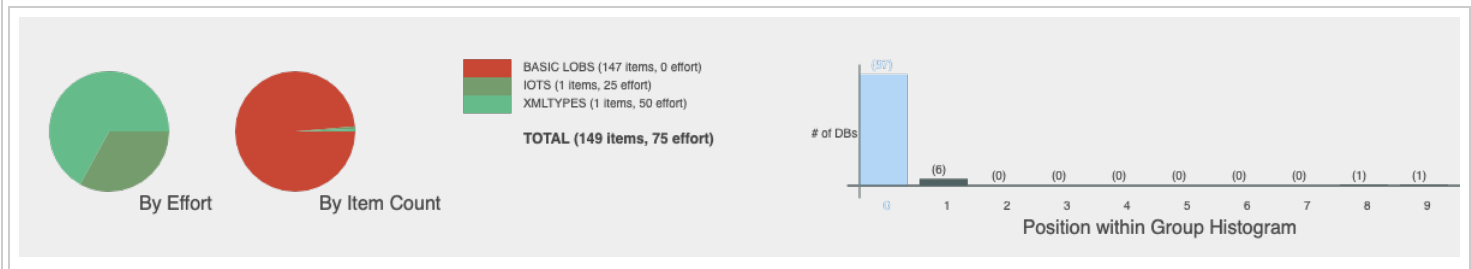 BASIC LOBS (147 items, 0 effort)
IOTS (1 items, 25 effort)
XMLTYPES (1 items, 50 effort)
TOTAL (149 items, 75 effort)
By Effort
By Item Count
# of DBs
(97) (6) (0) (0) (0) (0) (0) (0) (1) (1)
0 1 2 3 4 5 6 7 8 9
Position within Group Histogram